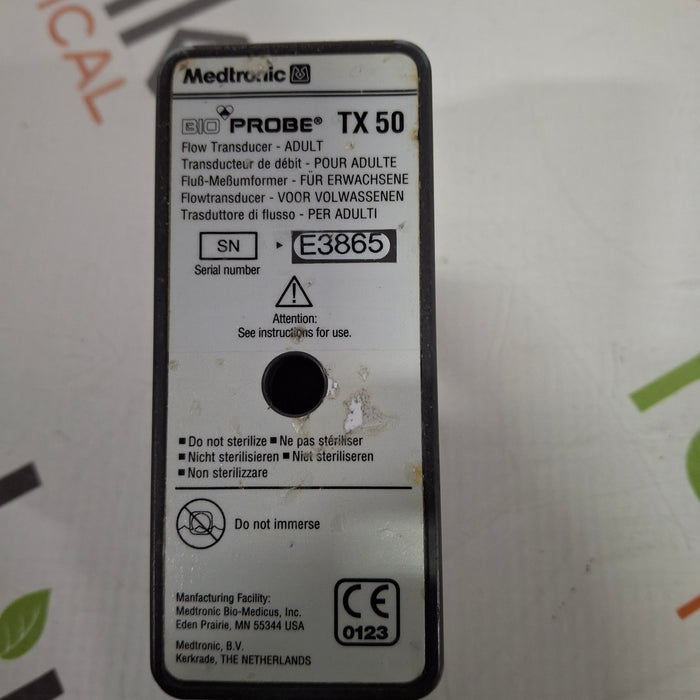 ICAL
Medtronic
BIO PROBE® TX 50
Flow Transducer - ADULT
Transducteur de débit - POUR ADULTE
Fluß-Meßumformer - FÜR ERWACHSENE
Flowtransducer - VOOR VOLWASSENEN
Trasduttore di flusso - PER ADULTI
SN ▸ E3865
Serial number
Attention:
See instructions for use.
■ Do not sterilize ■ Ne pas stériliser
■ Nicht sterilisieren ■ Niet steriliseren
■ Non sterilizzare
Do not immerse
Manfacturing Facility:
Medtronic Bio-Medicus, Inc.
Eden Prairie, MN 55344 USA
Medtronic, B.V.
Kerkrade, THE NETHERLANDS
CE
0123